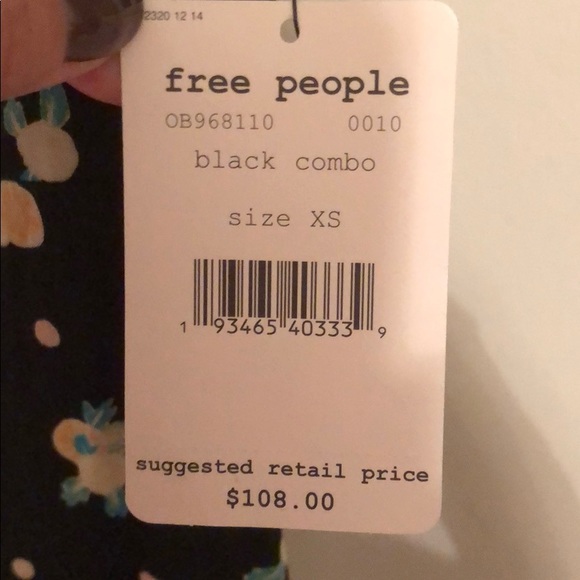 2320 12 14
free people
OB968110 0010
black combo
size XS
1 93465 40333 9
suggested retail price
$108.00